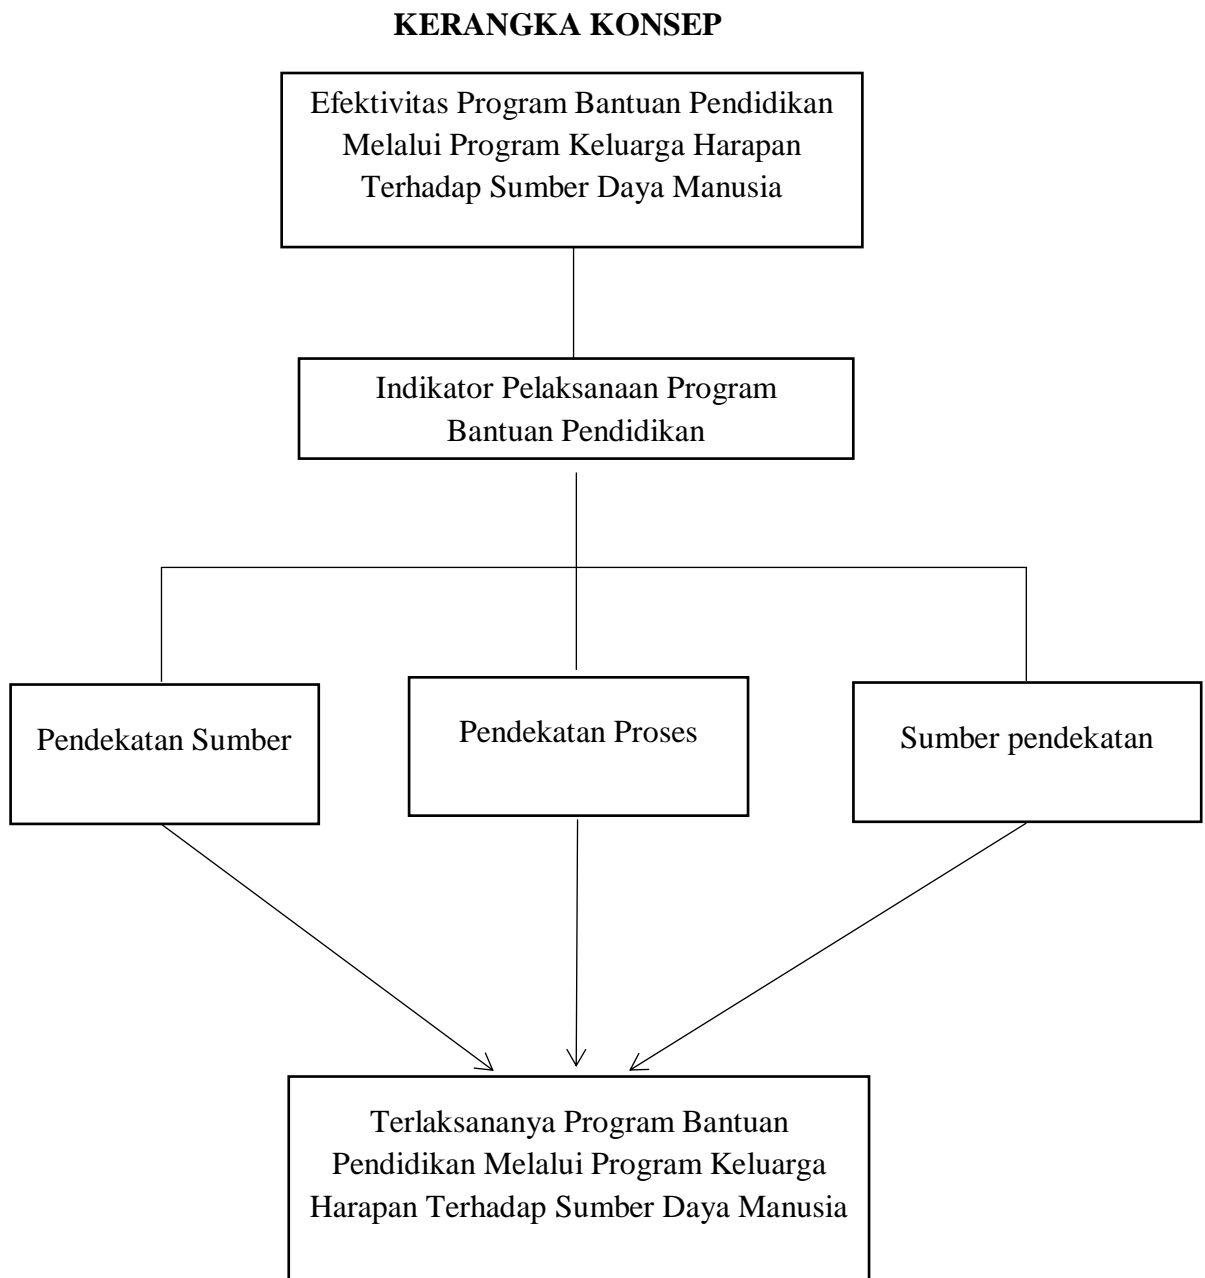 KERANGKA KONSEP
Efektivitas Program Bantuan Pendidikan
Melalui Program Keluarga Harapan
Terhadap Sumber Daya Manusia
Indikator Pelaksanaan Program
Bantuan Pendidikan
Pendekatan Sumber
Pendekatan Proses
Sumber pendekatan
Terlaksananya Program Bantuan
Pendidikan Melalui Program Keluarga
Harapan Terhadap Sumber Daya Manusia